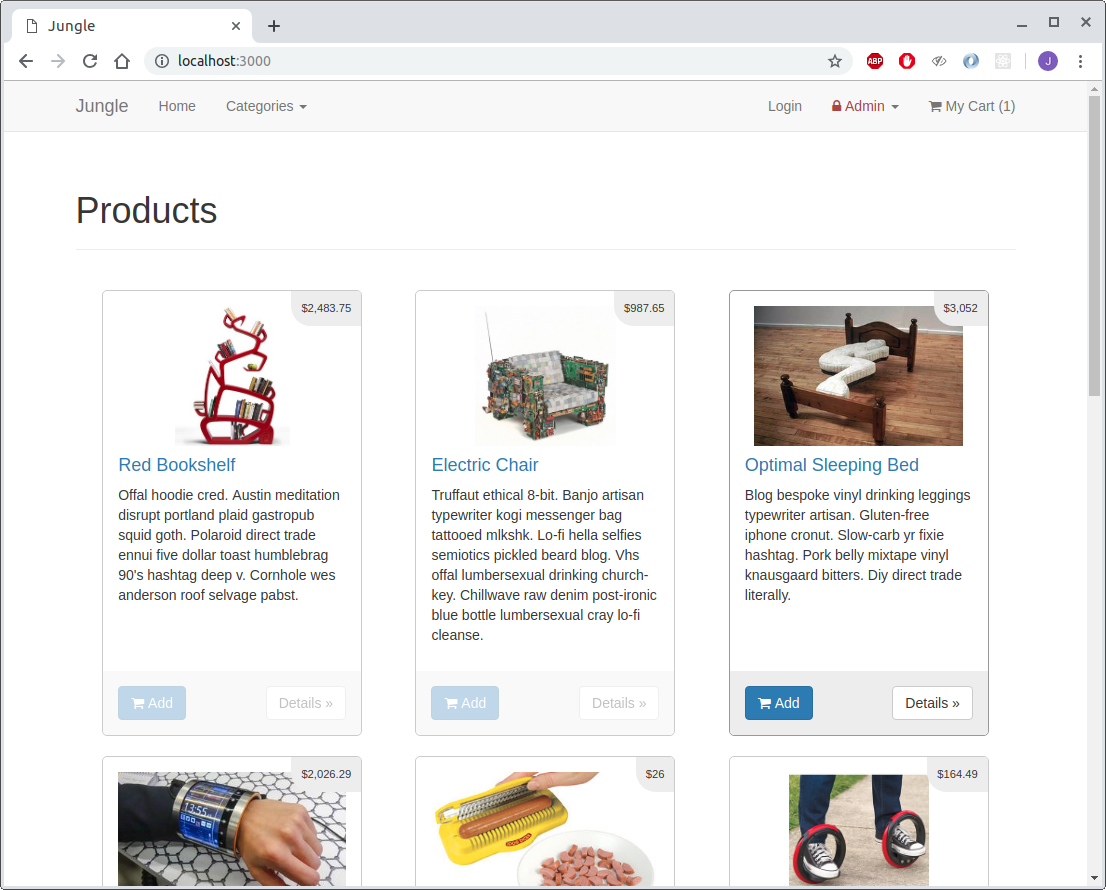 Jungle
localhost:3000
ABP
J
Jungle
Home
Categories
Login
Admin
My Cart (1)
Products
$2,483.75
Red Bookshelf
Offal hoodie cred. Austin meditation
disrupt portland plaid gastropub
squid goth. Polaroid direct trade
ennui five dollar toast humblebrag
90's hashtag deep v. Cornhole wes
anderson roof selvage pabst.
Add
Details »
$987.65
Electric Chair
Truffaut ethical 8-bit. Banjo artisan
typewriter kogi messenger bag
tattooed mlkshk. Lo-fi hella selfies
semiotics pickled beard blog. Vhs
offal lumbersexual drinking church-
key. Chillwave raw denim post-ironic
blue bottle lumbersexual cray lo-fi
cleanse.
Add
Details »
$3,052
Optimal Sleeping Bed
Blog bespoke vinyl drinking leggings
typewriter artisan. Gluten-free
iphone cronut. Slow-carb yr fixie
hashtag. Pork belly mixtape vinyl
knausgaard bitters. Diy direct trade
literally.
Add
Details »
$2,026.29
13:55
$26
$164.49